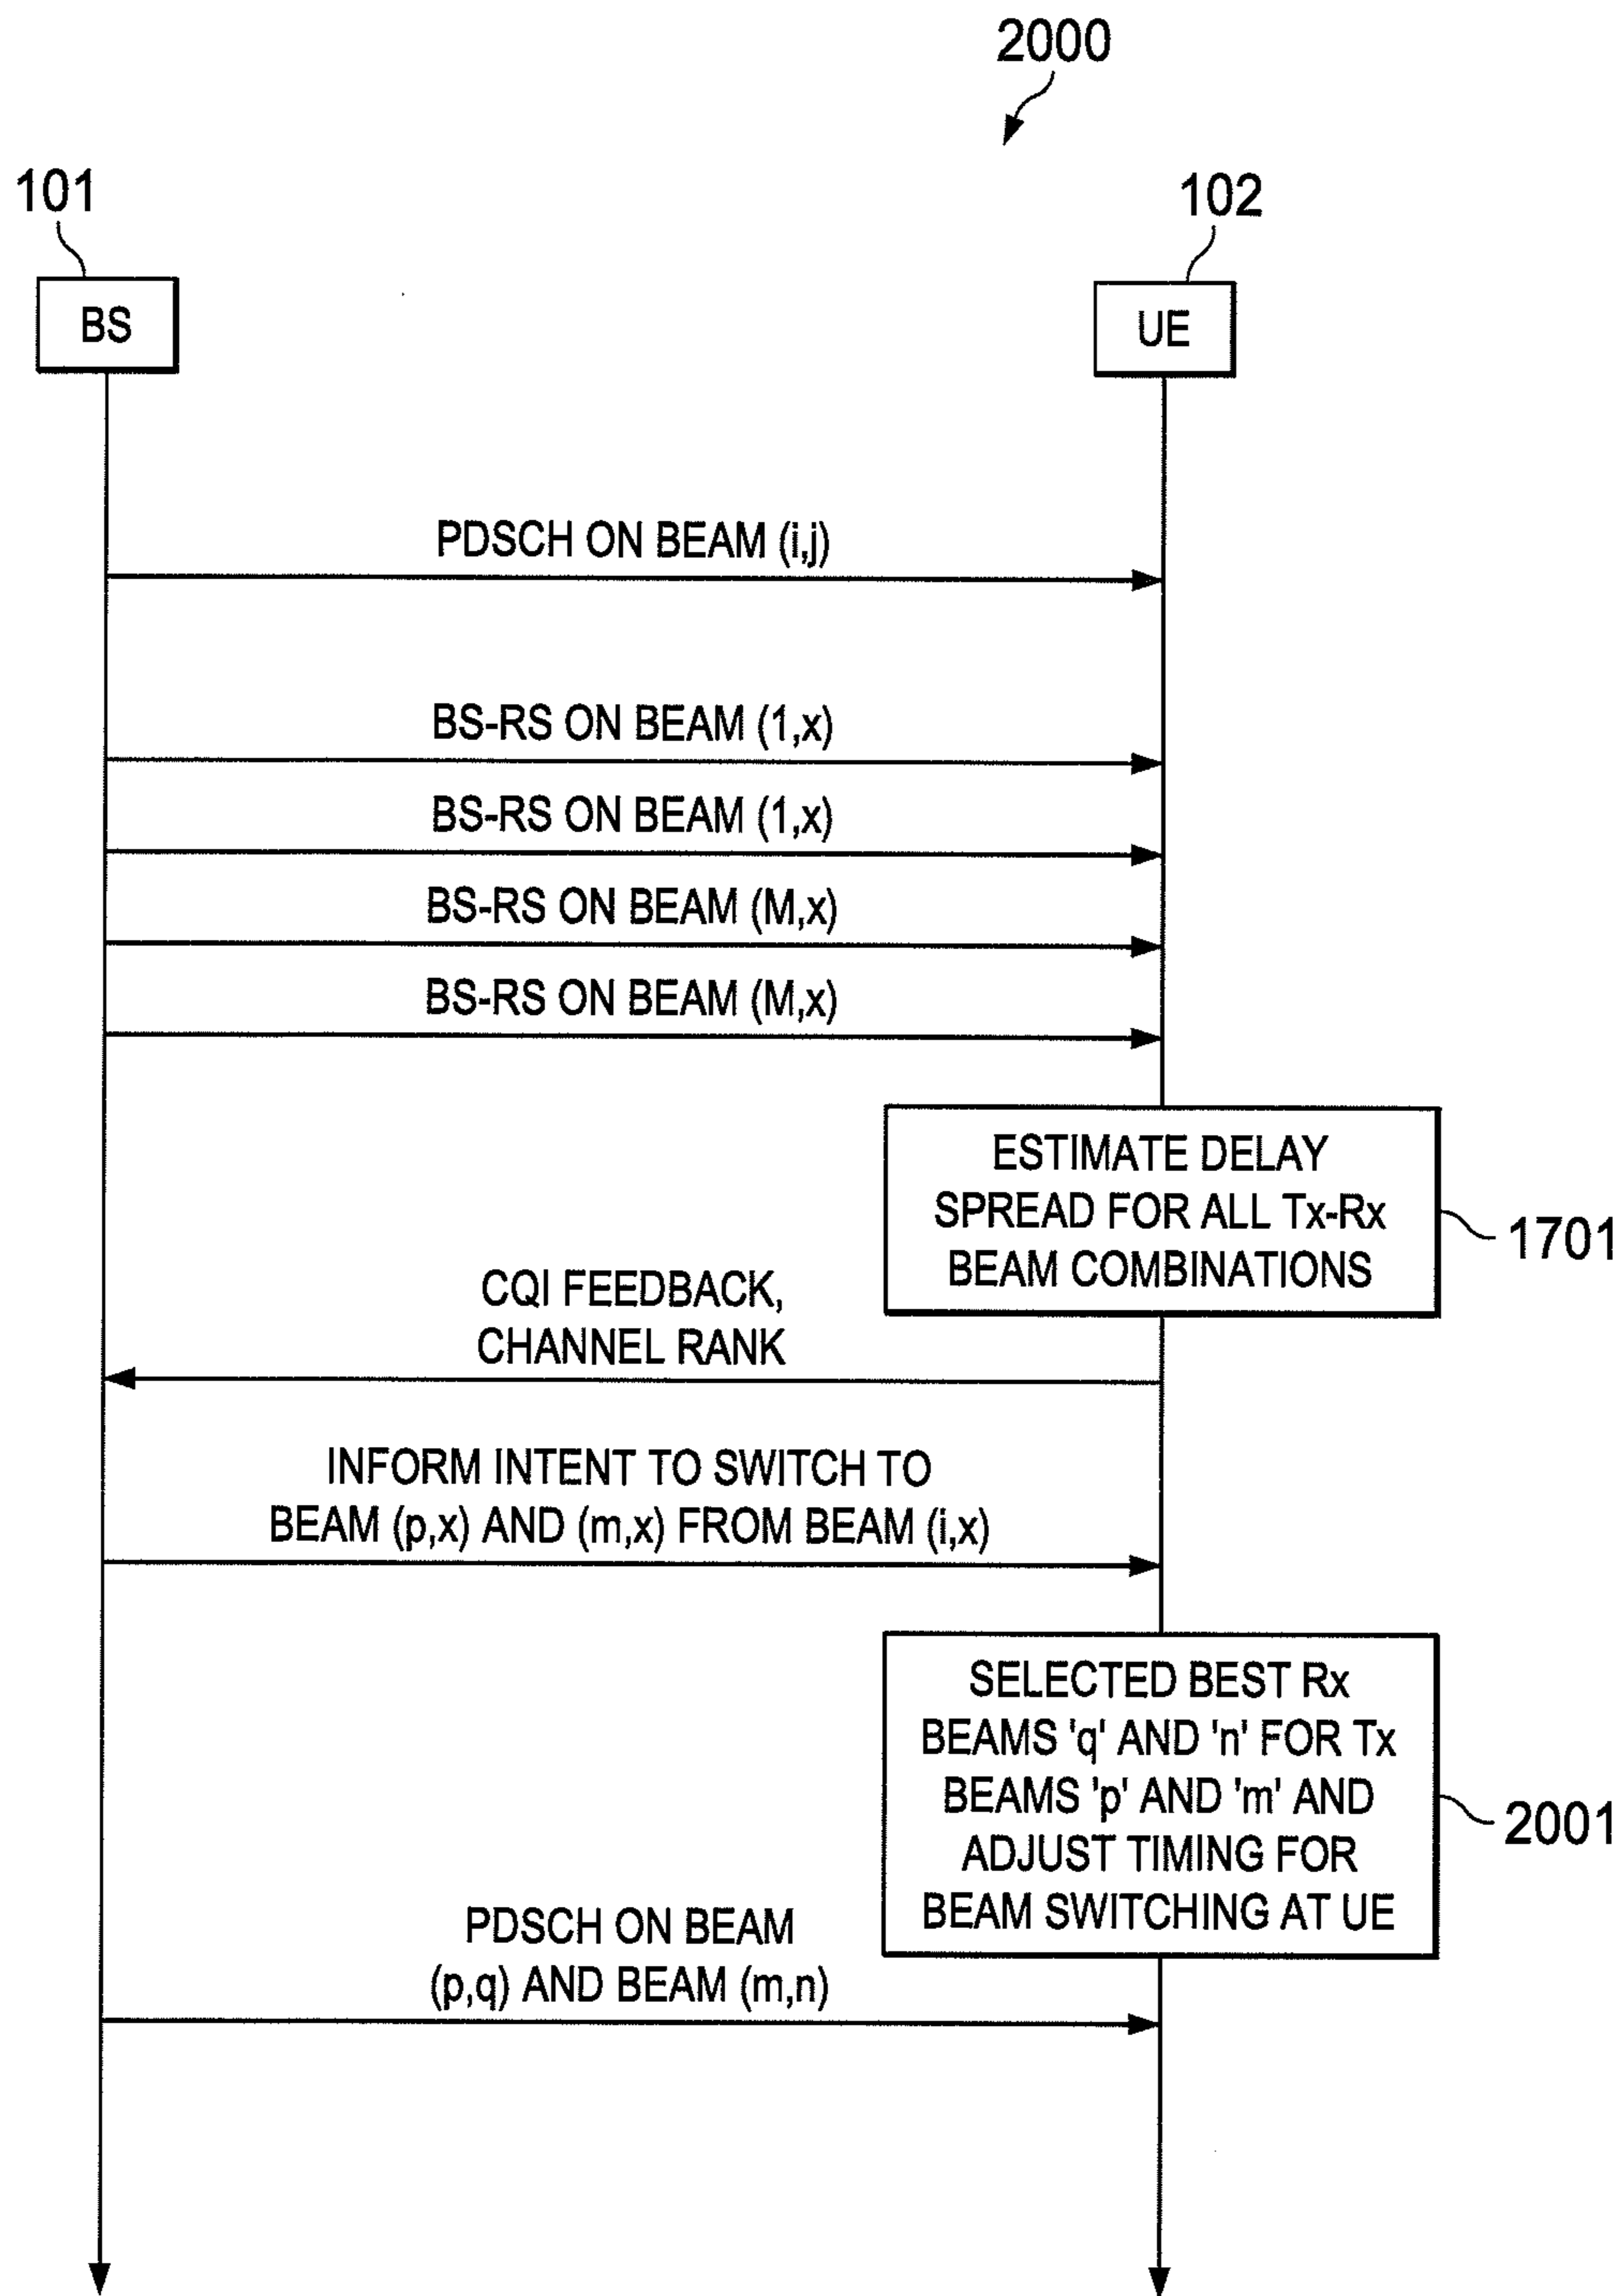 2000
101
102
BS
UE
PDSCH ON BEAM (i,j)
BS-RS ON BEAM (1,x)
BS-RS ON BEAM (1,x)
BS-RS ON BEAM (M,x)
BS-RS ON BEAM (M,x)
ESTIMATE DELAY
SPREAD FOR ALL Tx-Rx
BEAM COMBINATIONS
1701
CQI FEEDBACK,
CHANNEL RANK
INFORM INTENT TO SWITCH TO
BEAM (p,x) AND (m,x) FROM BEAM (i,x)
SELECTED BEST Rx
BEAMS 'q' AND 'n' FOR Tx
BEAMS 'p' AND 'm' AND
ADJUST TIMING FOR
BEAM SWITCHING AT UE
2001
PDSCH ON BEAM
(p,q) AND BEAM (m,n)